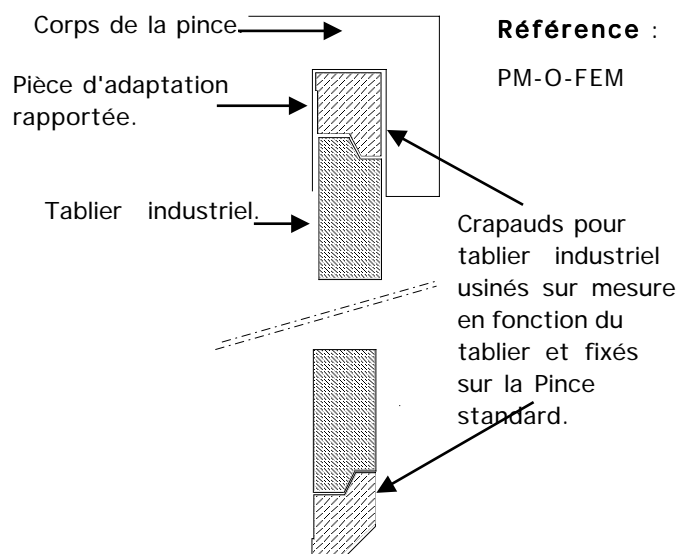 Corps de la pince.
Référence :
PM-O-FEM
Pièce d'adaptation
rapportée.
Tablier industriel.
Crapauds pour
tablier industriel
usinés sur mesure
en fonction du
tablier et fixés
sur la Pince
standard.